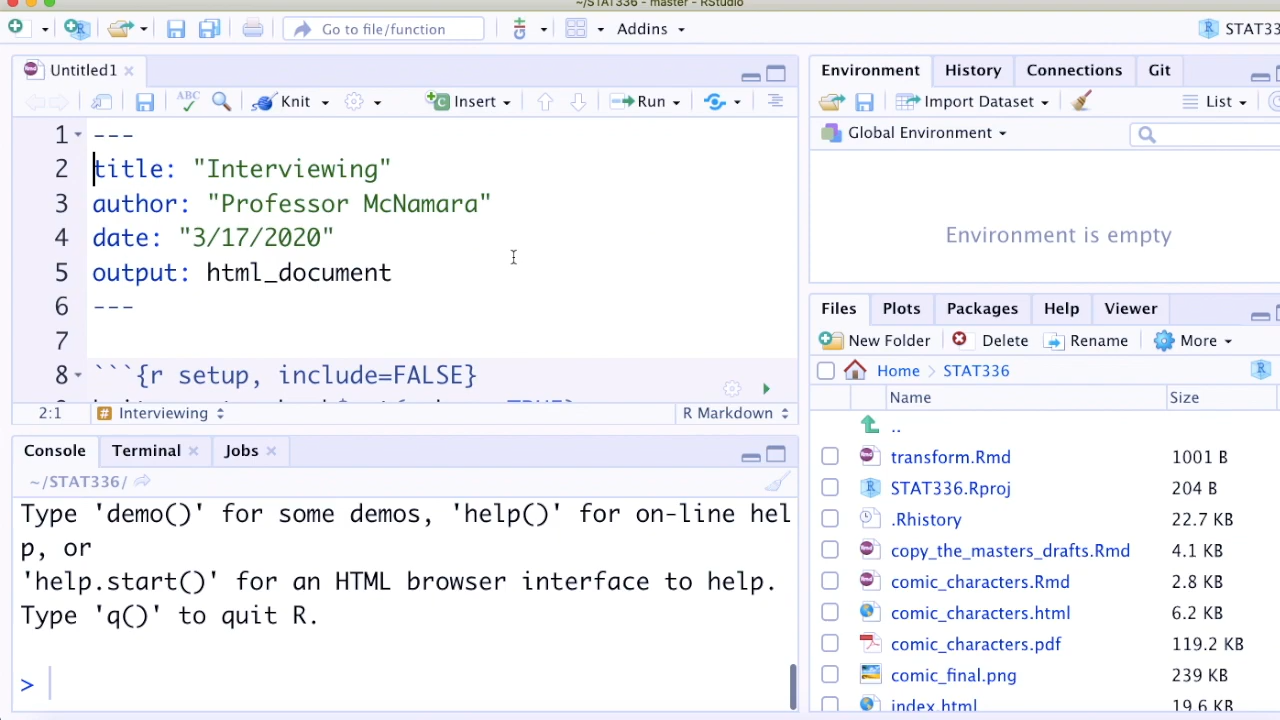 ~/STAT336 - master - RStudio
Go to file/function
Addins
STAT33
Untitled1
ABC
Knit
Insert
Run
1 ---
2 title: "Interviewing"
3 author: "Professor McNamara"
4 date: "3/17/2020"
5 output: html_document
6 ---
7
8 ```{r setup, include=FALSE}
2:1 # Interviewing
R Markdown
Console Terminal Jobs
~/STAT336/
Type 'demo()' for some demos, 'help()' for on-line hel
p, or
'help.start()' for an HTML browser interface to help.
Type 'q()' to quit R.
>
Environment History Connections Git
Import Dataset
List
Global Environment
Environment is empty
Files Plots Packages Help Viewer
New Folder Delete Rename More
Home STAT336
Name Size
..
transform.Rmd 1001 B
STAT336.Rproj 204 B
.Rhistory 22.7 KB
copy_the_masters_drafts.Rmd 4.1 KB
comic_characters.Rmd 2.8 KB
comic_characters.html 6.2 KB
comic_characters.pdf 119.2 KB
comic_final.png 239 KB
index.html 19.6 KB